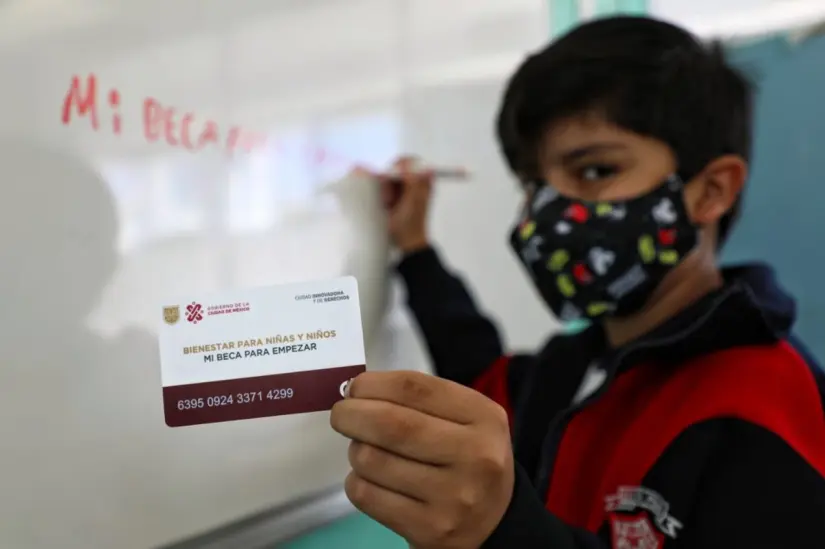 Mi BECA
GOBIERNO DE LA
CIUDAD DE MÉXICO
CIUDAD INNOVADORA
Y DE DERECHOS
BIENESTAR PARA NIÑAS Y NIÑOS
MI BECA PARA EMPEZAR
6395 0924 3371 4299